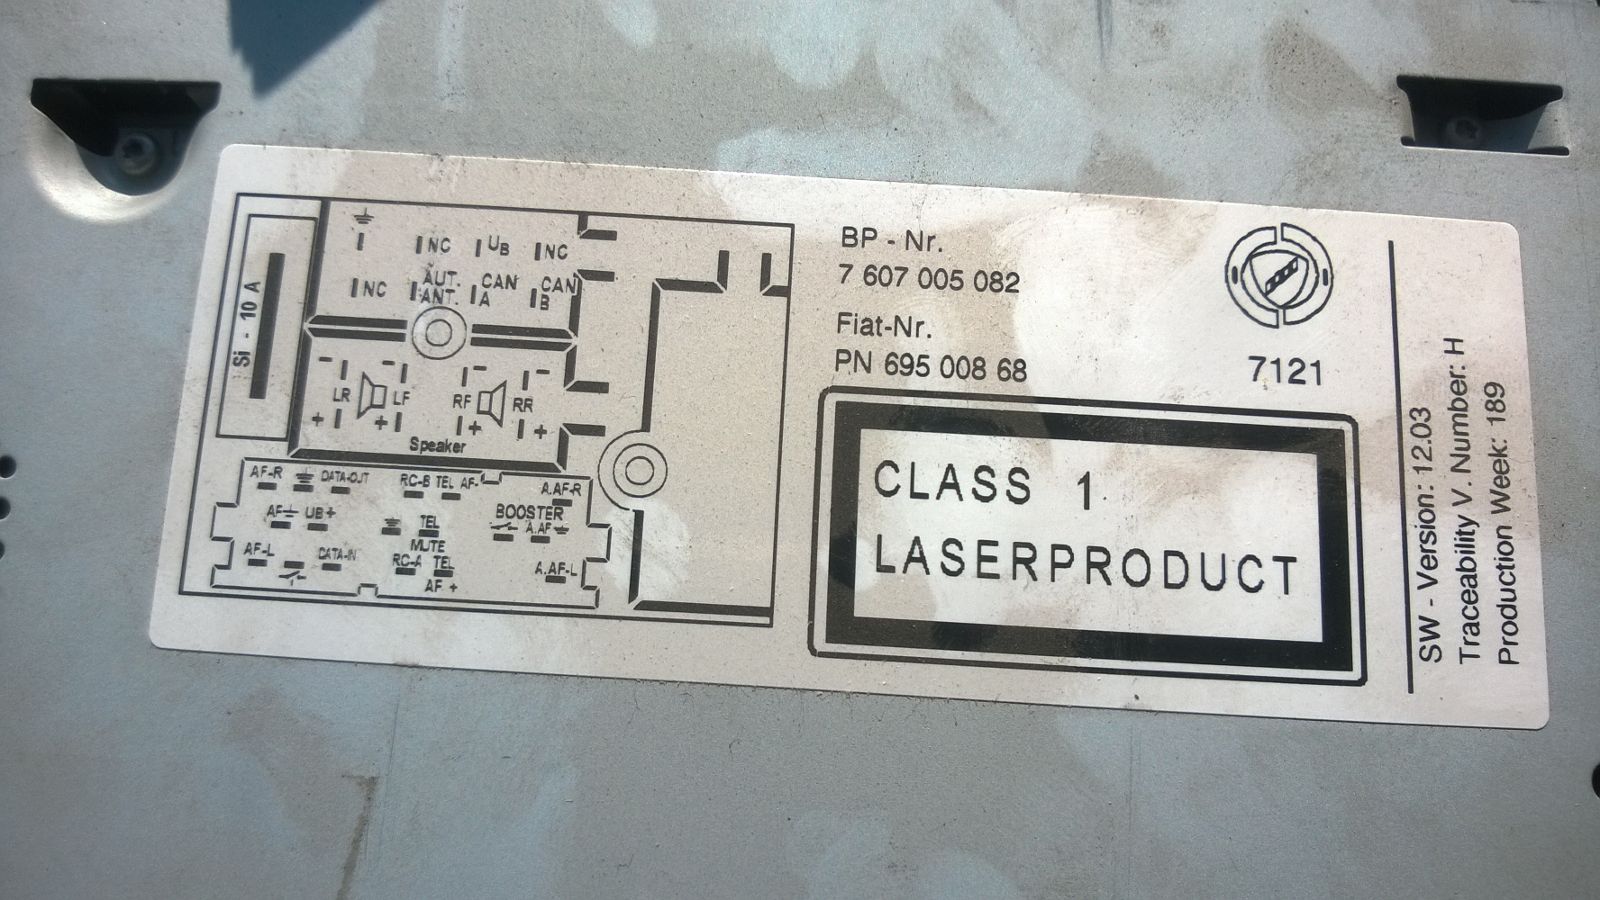 Si - 10 A
NC UB NC
NC AUT. ANT. CAN A CAN B
- - - -
LR LF RF RR
+ + + +
Speaker
AF-R DATA-OUT RC-B TEL AF- A.AF-R
AF UB+ TEL MUTE BOOSTER A.AF
AF-L DATA-IN RC-A TEL AF + A.AF-L
BP - Nr.
7 607 005 082
Fiat-Nr.
PN 695 008 68
7121
CLASS 1
LASERPRODUCT
SW - Version: 12.03
Traceability V. Number: H
Production Week: 189